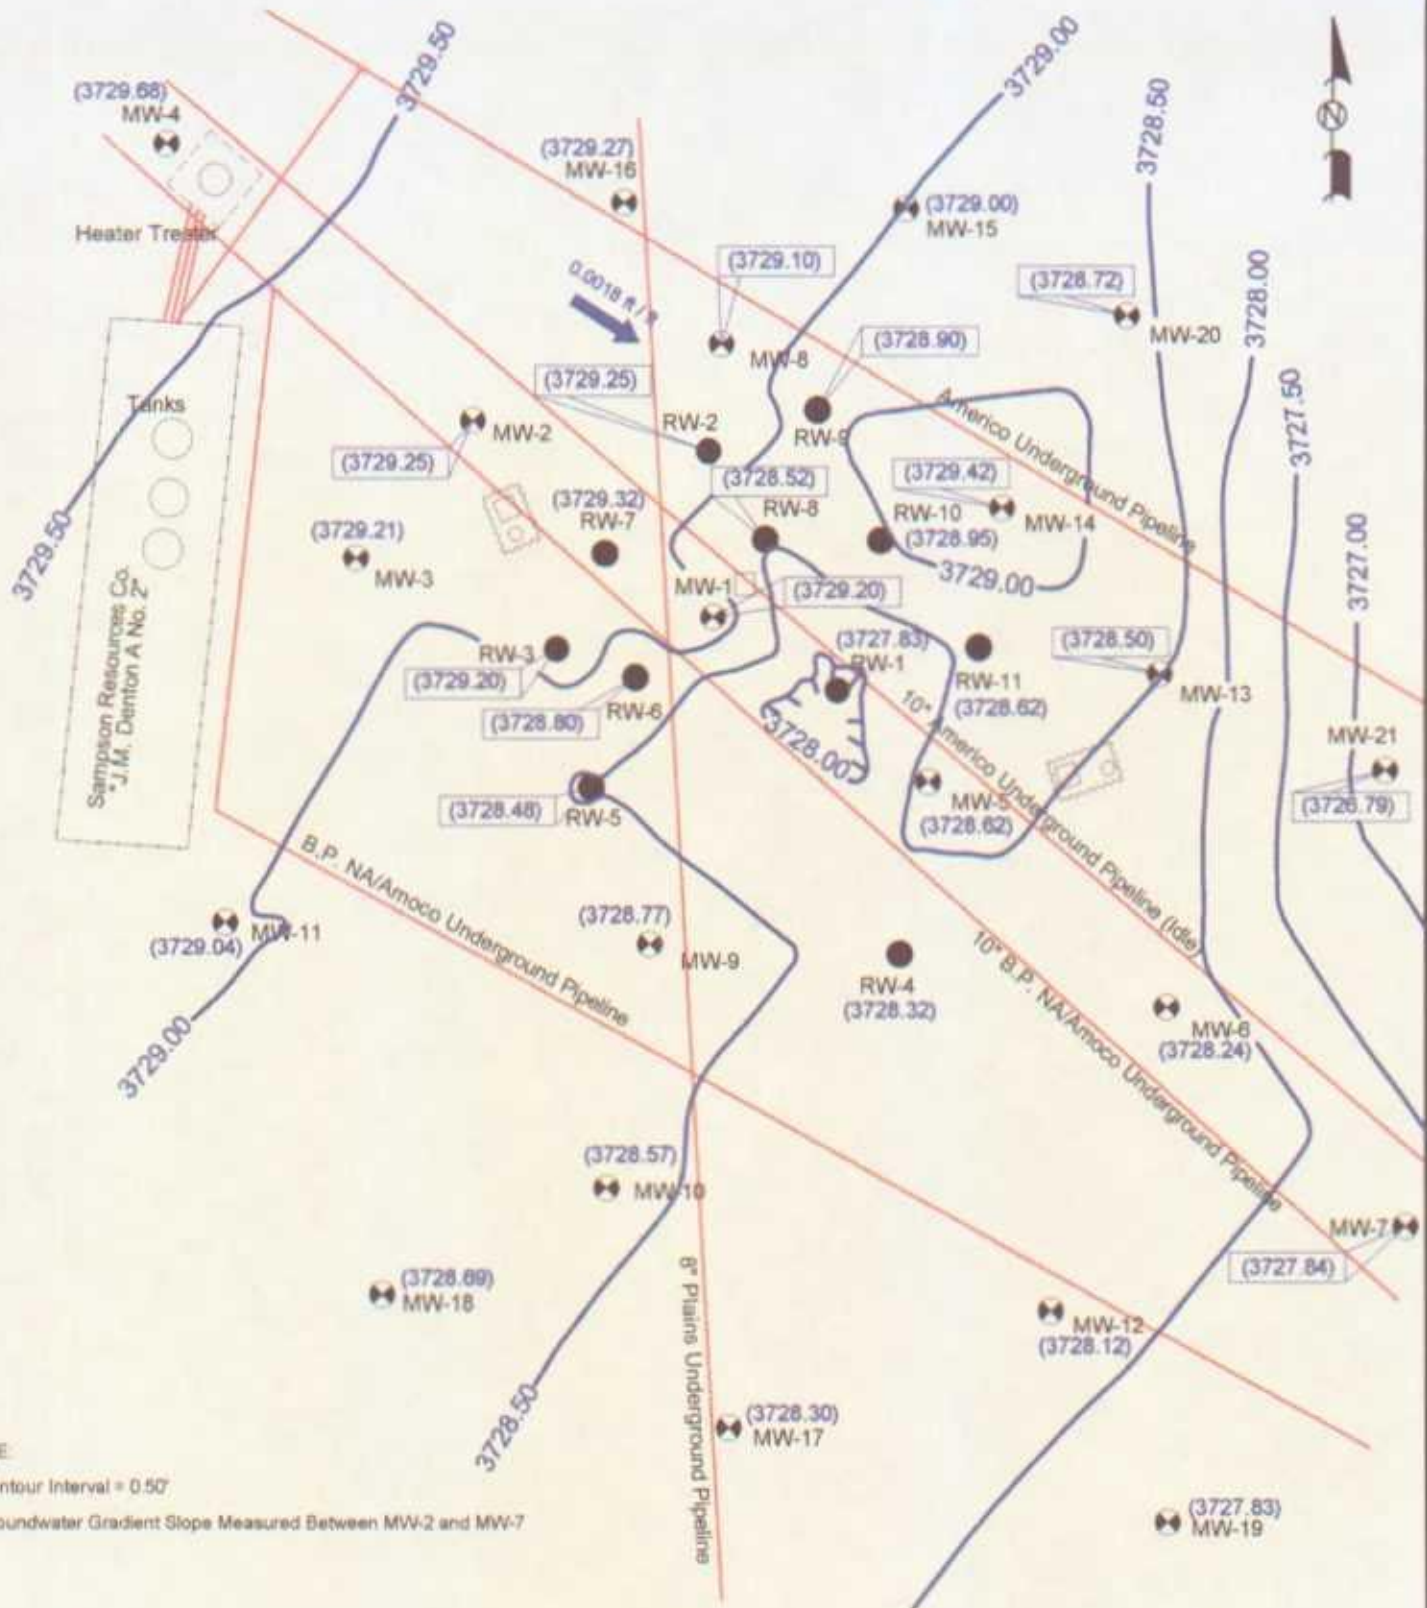 3729.50
3729.00
(3729.68)
MW-4
3728.50
(3729.27)
MW-16
(3729.00)
MW-15
Heater Treater
(3729.10)
0.0018 ft / ft
(3728.72)
3728.00
MW-20
MW-8
(3728.90)
(3729.25)
3727.50
Tanks
RW-2
RW-9
Americo Underground Pipeline
MW-2
(3729.25)
(3728.52)
(3729.42)
(3729.32)
RW-7
RW-8
RW-10
(3728.95)
MW-14
3729.50
(3729.21)
MW-3
3729.00
3727.00
MW-1
(3729.20)
Sampson Resources Co.
"J.M. Denton A No. 2"
RW-3
(3729.20)
(3727.83)
RW-1
(3728.50)
RW-11
(3728.62)
MW-13
RW-6
(3728.80)
10" Americo Underground Pipeline (Idle)
3728.00
MW-21
(3726.79)
(3728.48)
RW-5
MW-5
(3728.62)
B.P. NA/Amoco Underground Pipeline
MW-11
(3729.04)
(3728.77)
MW-9
10" B.P. NA/Amoco Underground Pipeline
RW-4
(3728.32)
3729.00
MW-6
(3728.24)
(3728.57)
MW-10
MW-7
(3727.84)
(3728.69)
MW-18
8" Plains Underground Pipeline
MW-12
(3728.12)
3728.50
(3728.30)
MW-17
E:
ntour Interval = 0.50'
oundwater Gradient Slope Measured Between MW-2 and MW-7
(3727.83)
MW-19